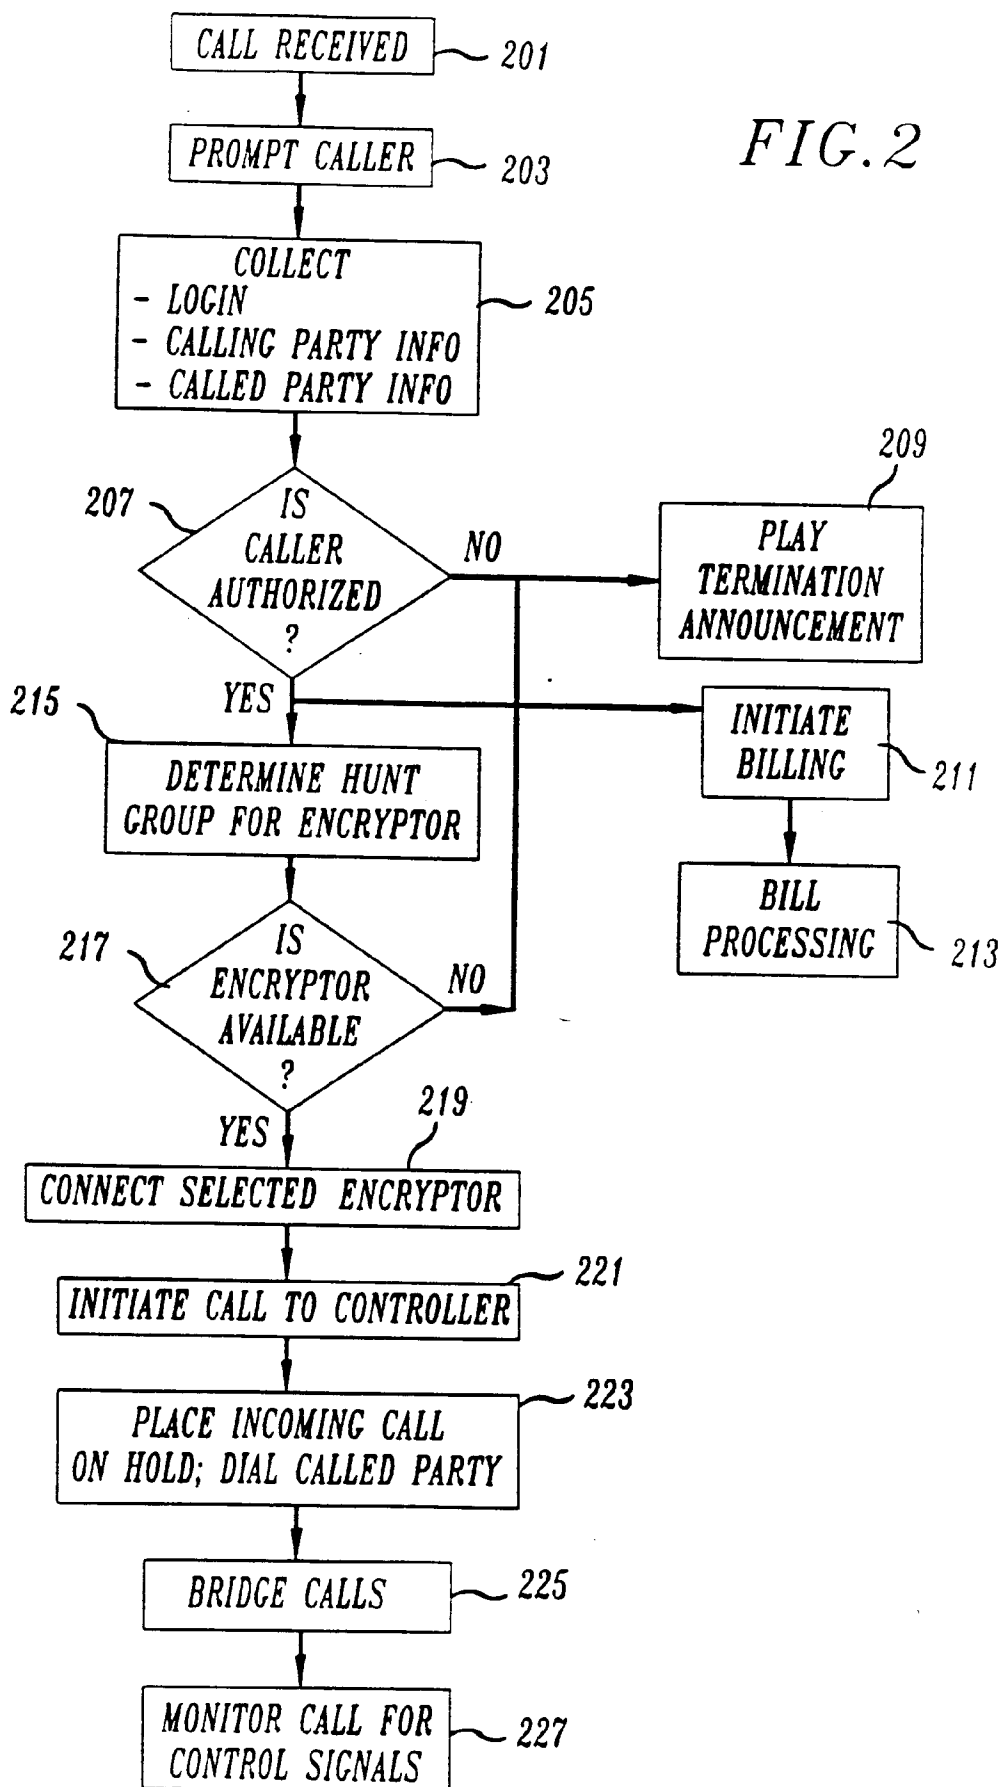 CALL RECEIVED
201
FIG.2
PROMPT CALLER
203
COLLECT
- LOGIN
- CALLING PARTY INFO
- CALLED PARTY INFO
205
207
IS
CALLER
AUTHORIZED
?
NO
209
PLAY
TERMINATION
ANNOUNCEMENT
YES
215
INITIATE
BILLING
211
DETERMINE HUNT
GROUP FOR ENCRYPTOR
BILL
PROCESSING
213
217
IS
ENCRYPTOR
AVAILABLE
?
NO
YES
219
CONNECT SELECTED ENCRYPTOR
221
INITIATE CALL TO CONTROLLER
223
PLACE INCOMING CALL
ON HOLD; DIAL CALLED PARTY
BRIDGE CALLS
225
MONITOR CALL FOR
CONTROL SIGNALS
227